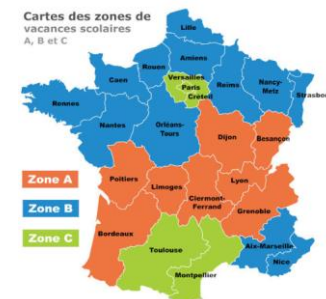 Cartes des zones de
vacances scolaires
A, B et C
Lille
Amiens
Rouen
Caen
Versailles
Paris
Créteil
Reims
Nancy-
Metz
Strasbo
Rennes
Nantes
Orléans-
Tours
Dijon
Besançon
Zone A
Poitiers
Limoges
Clermont-
Ferrand
Lyon
Grenoble
Zone B
Zone C
Bordeaux
Toulouse
Montpellier
Aix-Marseille
Nice